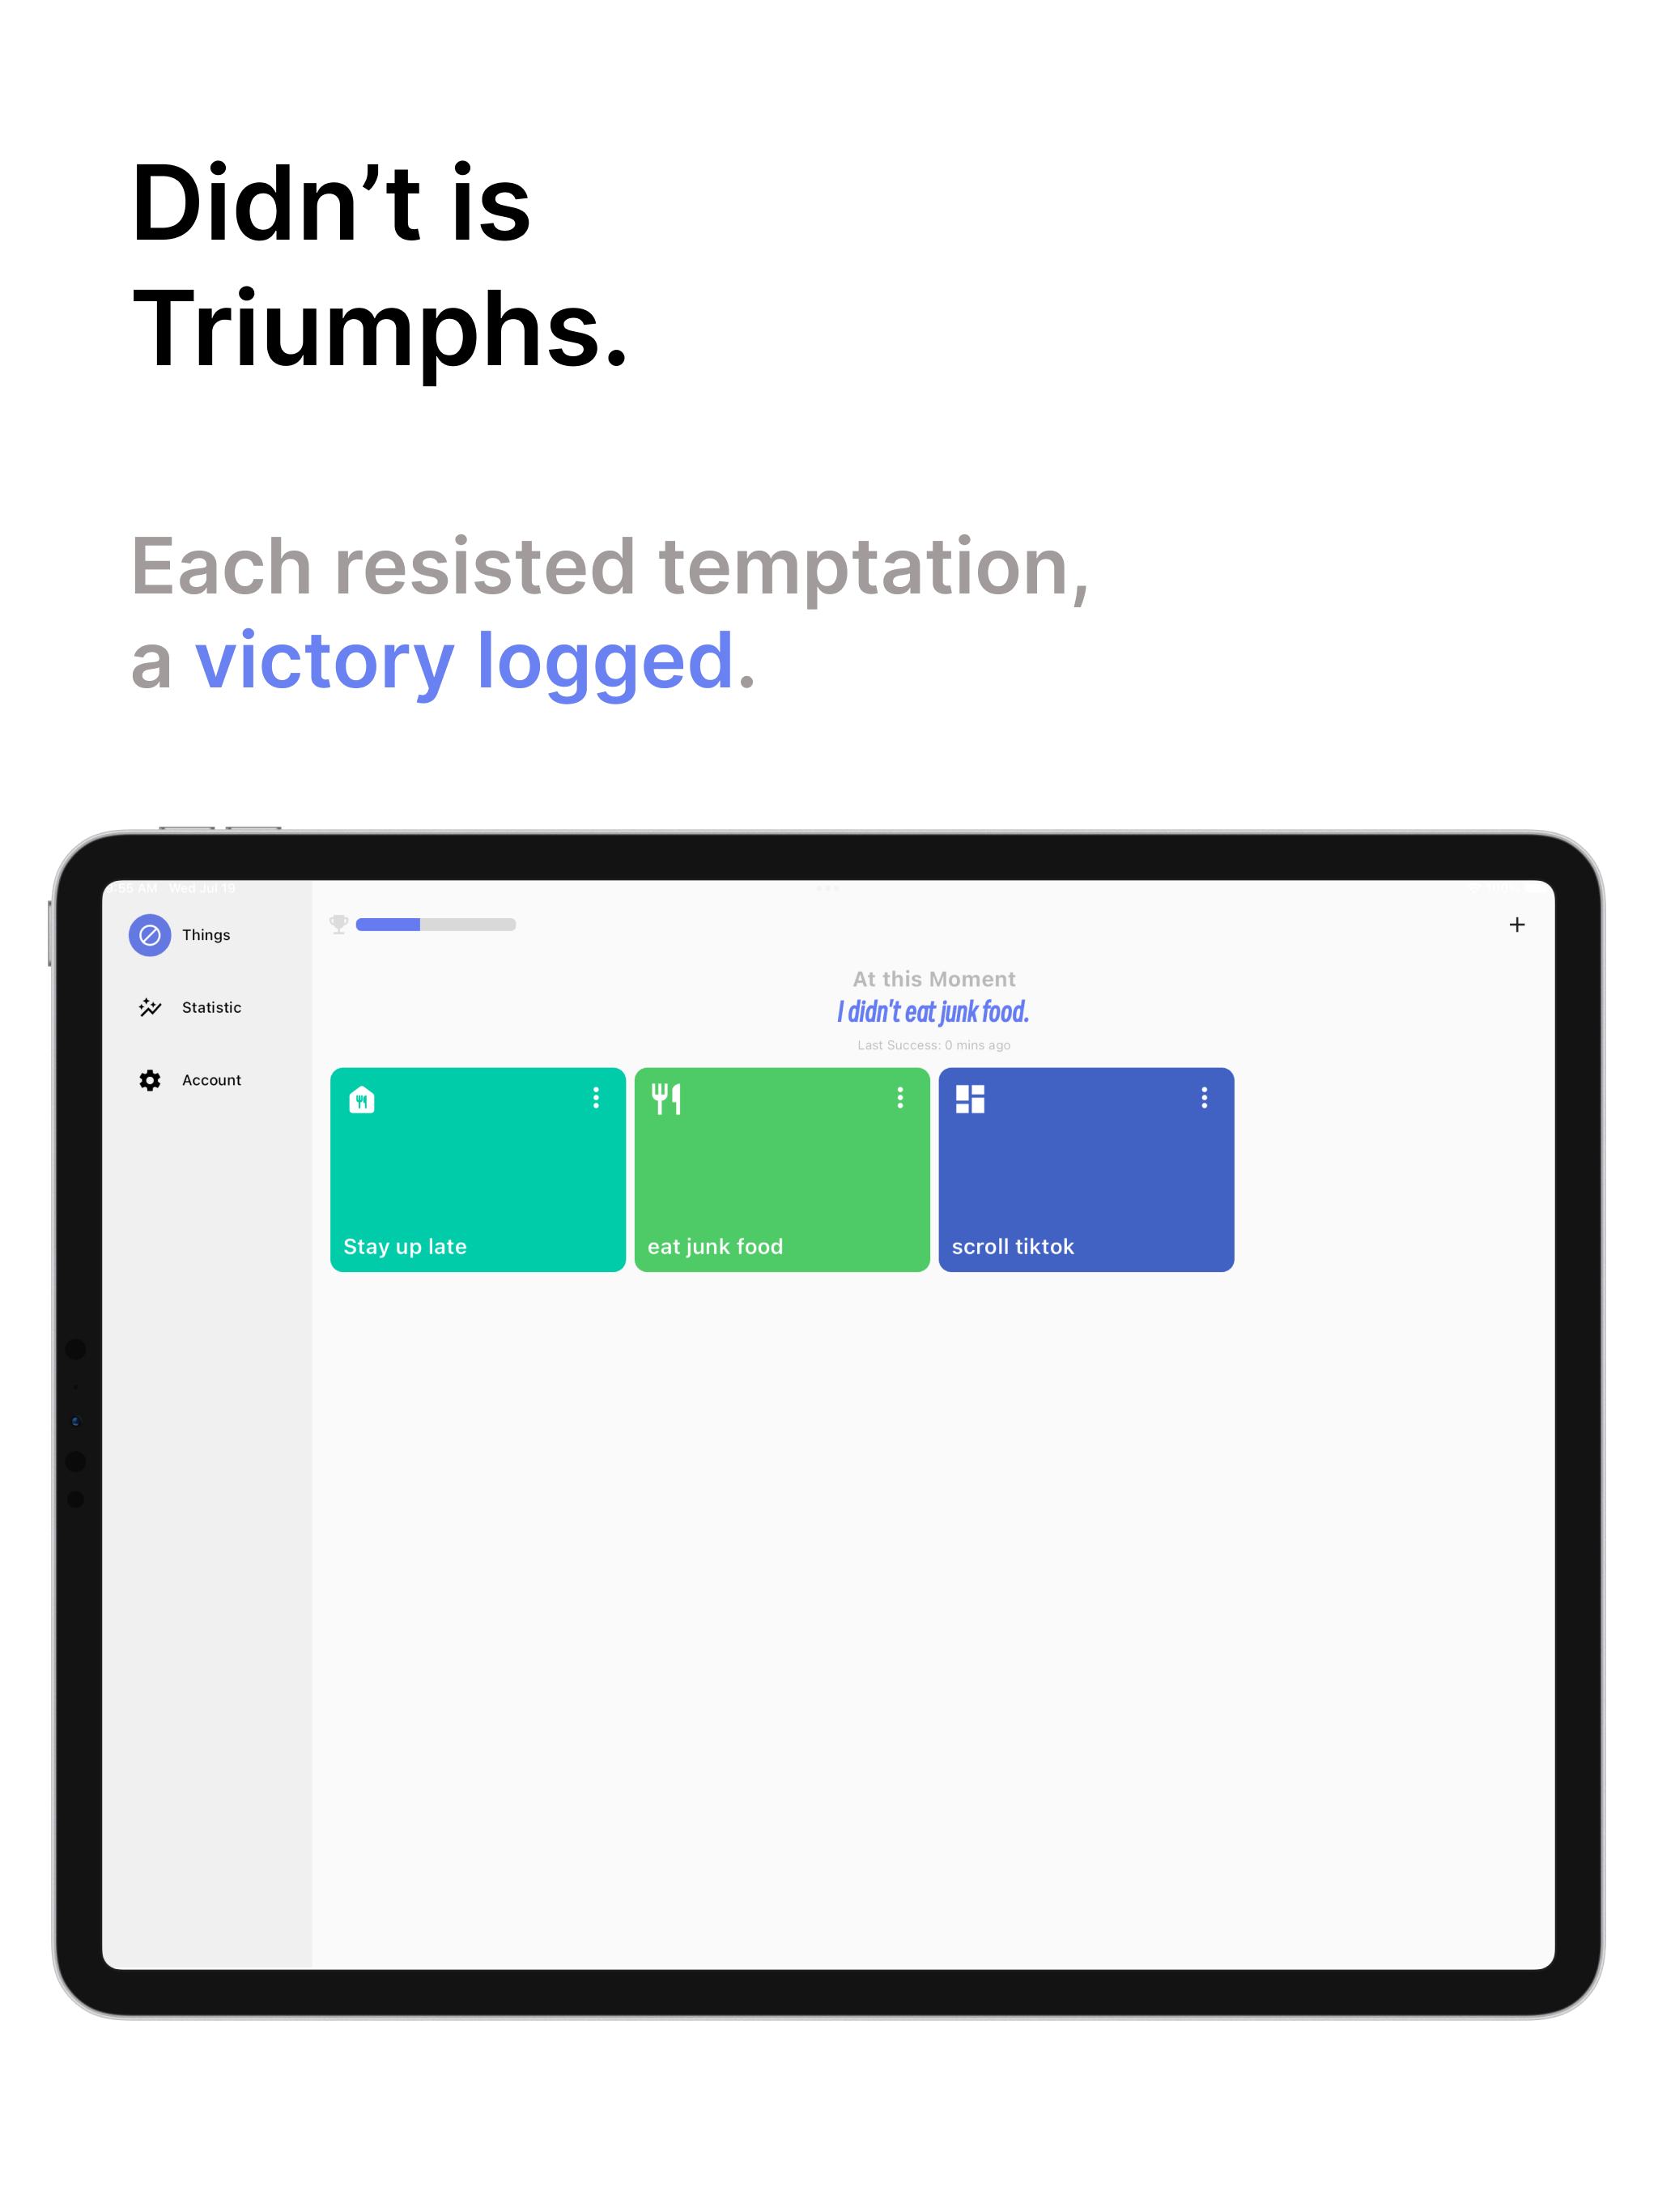 Didn’t is
Triumphs.
Each resisted temptation,
a victory logged.
:55 AM Wed Jul 19
Things
Statistic
Account
At this Moment
I didn't eat junk food.
Last Success: 0 mins ago
Stay up late
eat junk food
scroll tiktok